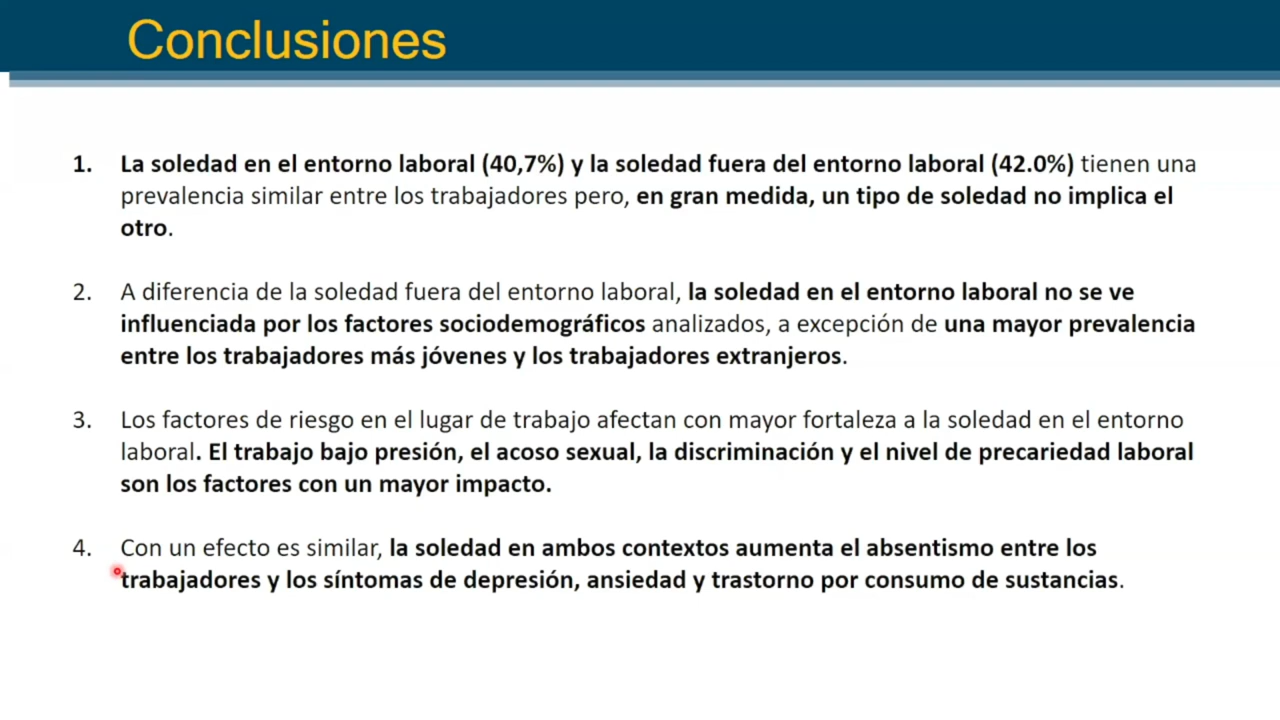 Conclusiones
1. La soledad en el entorno laboral (40,7%) y la soledad fuera del entorno laboral (42.0%) tienen una
prevalencia similar entre los trabajadores pero, en gran medida, un tipo de soledad no implica el
otro.
2. A diferencia de la soledad fuera del entorno laboral, la soledad en el entorno laboral no se ve
influenciada por los factores sociodemográficos analizados, a excepción de una mayor prevalencia
entre los trabajadores más jóvenes y los trabajadores extranjeros.
3. Los factores de riesgo en el lugar de trabajo afectan con mayor fortaleza a la soledad en el entorno
laboral. El trabajo bajo presión, el acoso sexual, la discriminación y el nivel de precariedad laboral
son los factores con un mayor impacto.
4. Con un efecto es similar, la soledad en ambos contextos aumenta el absentismo entre los
trabajadores y los síntomas de depresión, ansiedad y trastorno por consumo de sustancias.